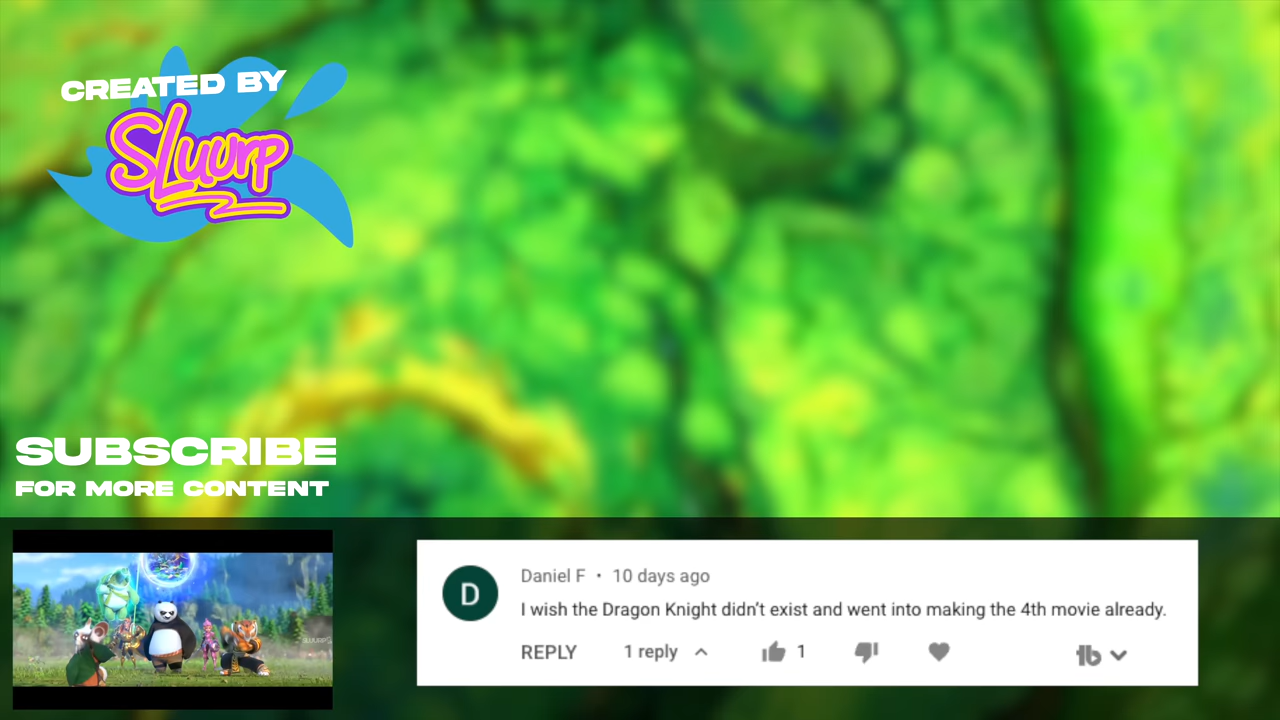 CREATED BY
Sluurp
SUBSCRIBE
FOR MORE CONTENT
D
Daniel F • 10 days ago
I wish the Dragon Knight didn't exist and went into making the 4th movie already.
REPLY 1 reply 1